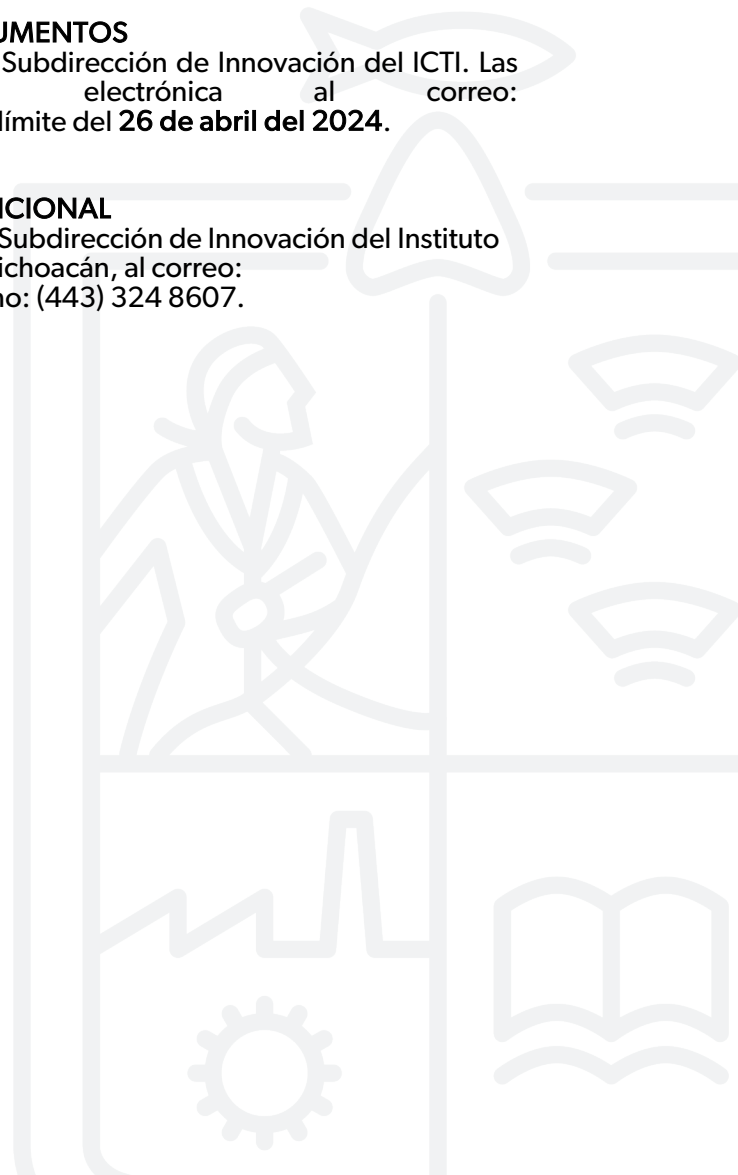 UMENTOS
Subdirección de Innovación del ICTI. Las
electrónica al correo:
límite del 26 de abril del 2024.
ICIONAL
Subdirección de Innovación del Instituto
ichoacán, al correo:
no: (443) 324 8607.